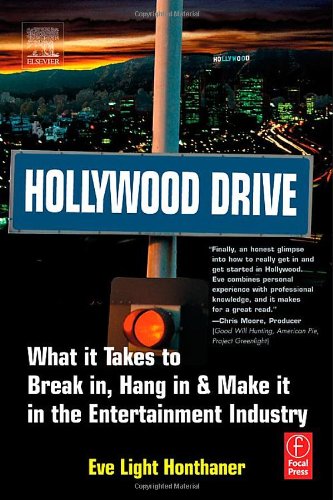 ELSEVIER
HOLLYWOOD
HOLLYWOOD DRIVE
"Finally, an honest glimpse
into how to really get in and
get started in Hollywood.
Eve combines personal
experience with professional
knowledge, and it makes
for a great read."
—Chris Moore, Producer
(Good Will Hunting, American Pie,
Project Greenlight)
What it Takes to
Break in, Hang in & Make it
in the Entertainment Industry
Eve Light Honthaner
Focal
Press